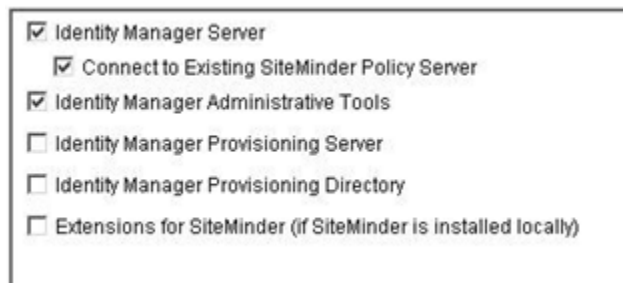 Identity Manager Server
Connect to Existing SiteMinder Policy Server
Identity Manager Administrative Tools
Identity Manager Provisioning Server
Identity Manager Provisioning Directory
Extensions for SiteMinder (if SiteMinder is installed locally)